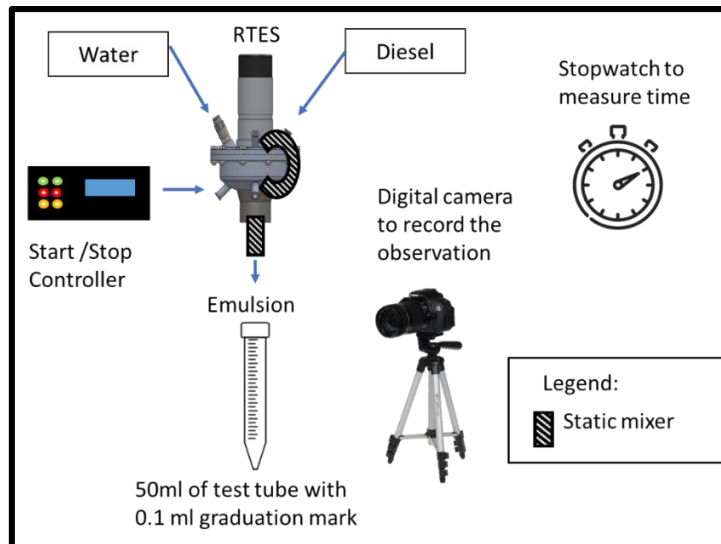 RTES
Water
Diesel
Stopwatch to
measure time
Digital camera
to record the
observation
Start /Stop
Controller
Emulsion
Legend:
Static mixer
50ml of test tube with
0.1 ml graduation mark